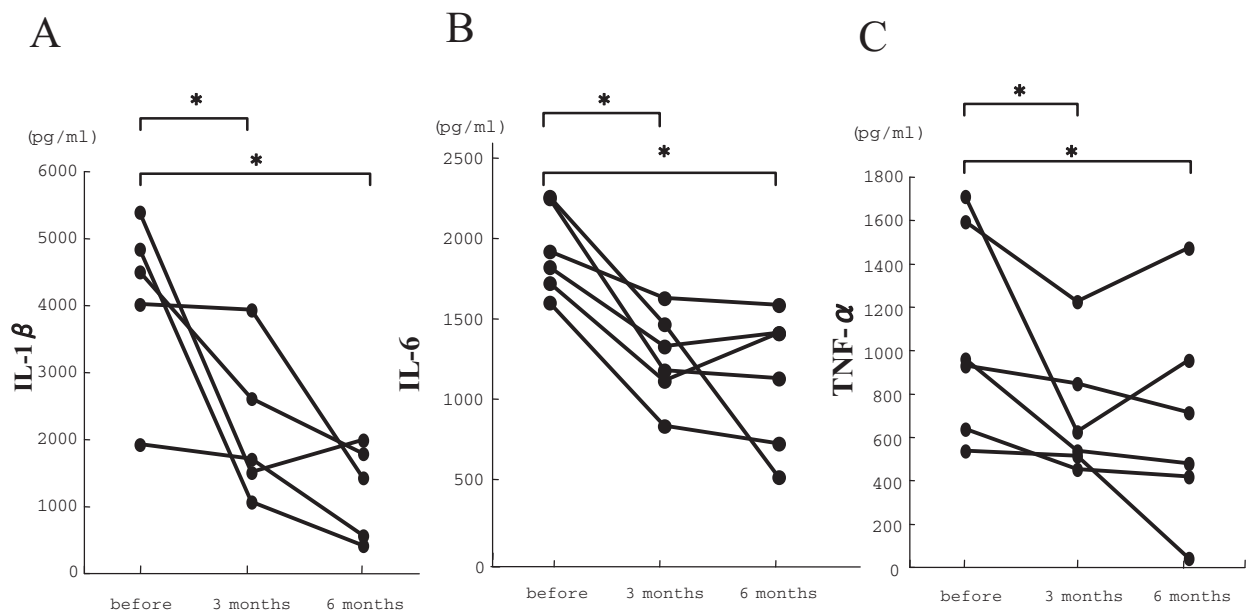 A
*
*
(pg/ml)
6000
5000
4000
3000
2000
1000
0
IL-1β
before 3 months 6 months
B
*
*
(pg/ml)
2500
2000
1500
1000
500
0
IL-6
before 3 months 6 months
C
*
*
(pg/ml)
1800
1600
1400
1200
1000
800
600
400
200
0
TNF-α
before 3 months 6 months